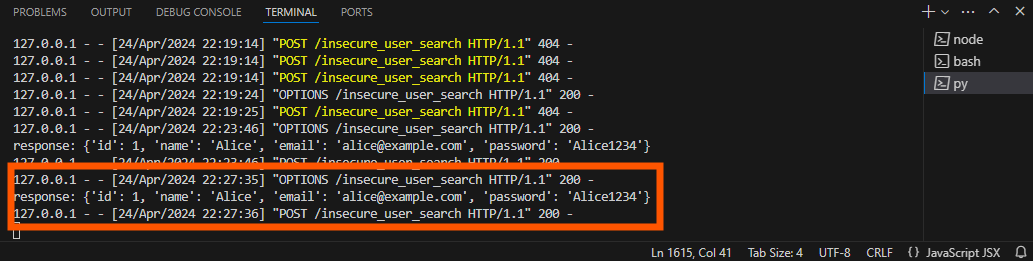 PROBLEMS OUTPUT DEBUG CONSOLE TERMINAL PORTS
127.0.0.1 - - [24/Apr/2024 22:19:14] "POST /insecure_user_search HTTP/1.1" 404 -
127.0.0.1 - - [24/Apr/2024 22:19:14] "POST /insecure_user_search HTTP/1.1" 404 -
127.0.0.1 - - [24/Apr/2024 22:19:14] "POST /insecure_user_search HTTP/1.1" 404 -
127.0.0.1 - - [24/Apr/2024 22:19:24] "OPTIONS /insecure_user_search HTTP/1.1" 200 -
127.0.0.1 - - [24/Apr/2024 22:19:25] "POST /insecure_user_search HTTP/1.1" 404 -
127.0.0.1 - - [24/Apr/2024 22:23:46] "OPTIONS /insecure_user_search HTTP/1.1" 200 -
response: {'id': 1, 'name': 'Alice', 'email': 'alice@example.com', 'password': 'Alice1234'}
127.0.0.1 - - [24/Apr/2024 22:23:46] "POST /insecure_user_search HTTP/1.1" 200 -
127.0.0.1 - - [24/Apr/2024 22:27:35] "OPTIONS /insecure_user_search HTTP/1.1" 200 -
response: {'id': 1, 'name': 'Alice', 'email': 'alice@example.com', 'password': 'Alice1234'}
127.0.0.1 - - [24/Apr/2024 22:27:36] "POST /insecure_user_search HTTP/1.1" 200 -
node
bash
py
Ln 1615, Col 41 Tab Size: 4 UTF-8 CRLF {} JavaScript JSX